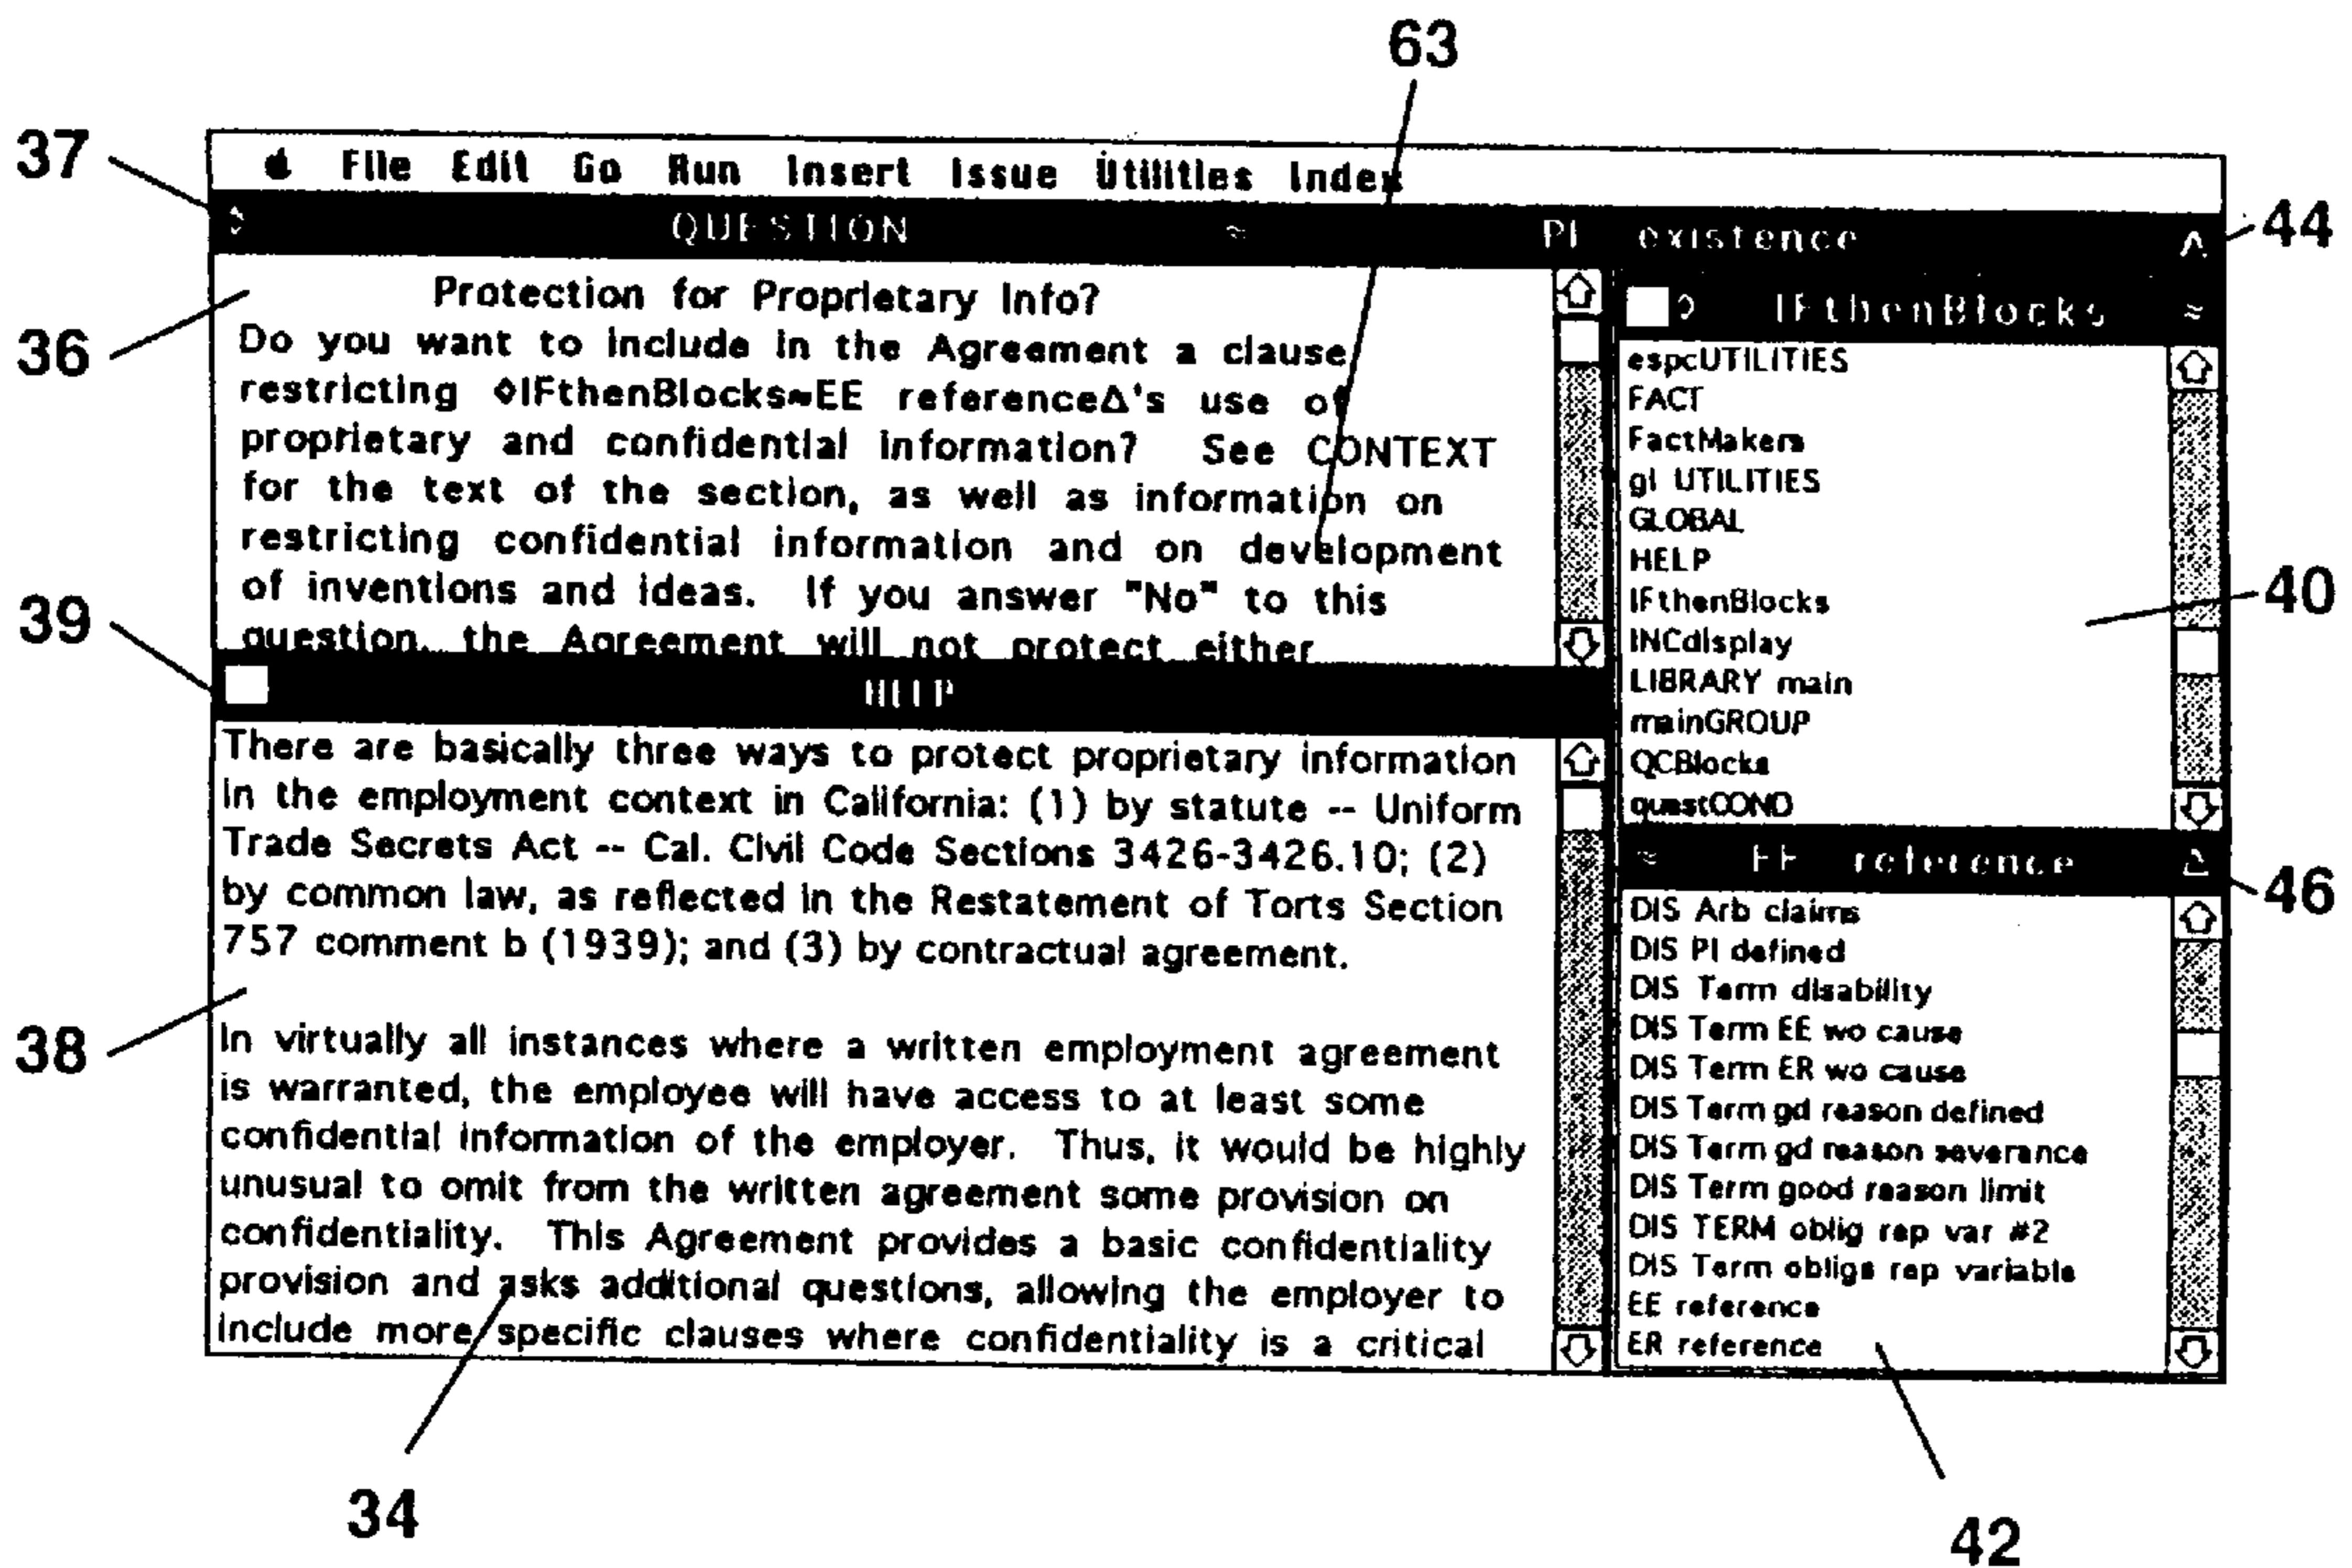 63
37
File Edit Go Run Insert Issue Utilities Index
◊ QUESTION ≈ PI existence Δ
44
36
Protection for Proprietary Info?
Do you want to include in the Agreement a clause
restricting ◊IFthenBlocks≈EE referenceΔ's use of
proprietary and confidential information? See CONTEXT
for the text of the section, as well as information on
restricting confidential information and on development
of inventions and ideas. If you answer "No" to this
question, the Agreement will not protect either
39
HELP
There are basically three ways to protect proprietary information
in the employment context in California: (1) by statute -- Uniform
Trade Secrets Act -- Cal. Civil Code Sections 3426-3426.10; (2)
by common law, as reflected in the Restatement of Torts Section
757 comment b (1939); and (3) by contractual agreement.
38
In virtually all instances where a written employment agreement
is warranted, the employee will have access to at least some
confidential information of the employer. Thus, it would be highly
unusual to omit from the written agreement some provision on
confidentiality. This Agreement provides a basic confidentiality
provision and asks additional questions, allowing the employer to
include more specific clauses where confidentiality is a critical
34
◊ IFthenBlocks ≈
espcUTILITIES
FACT
FactMakers
gl UTILITIES
GLOBAL
HELP
IFthenBlocks
40
INCdisplay
LIBRARY main
mainGROUP
QCBlocks
questCOND
≈ EE reference Δ
46
DIS Arb claims
DIS PI defined
DIS Term disability
DIS Term EE wo cause
DIS Term ER wo cause
DIS Term gd reason defined
DIS Term gd reason severance
DIS Term good reason limit
DIS TERM oblig rep var #2
DIS Term obligs rep variable
EE reference
ER reference
42